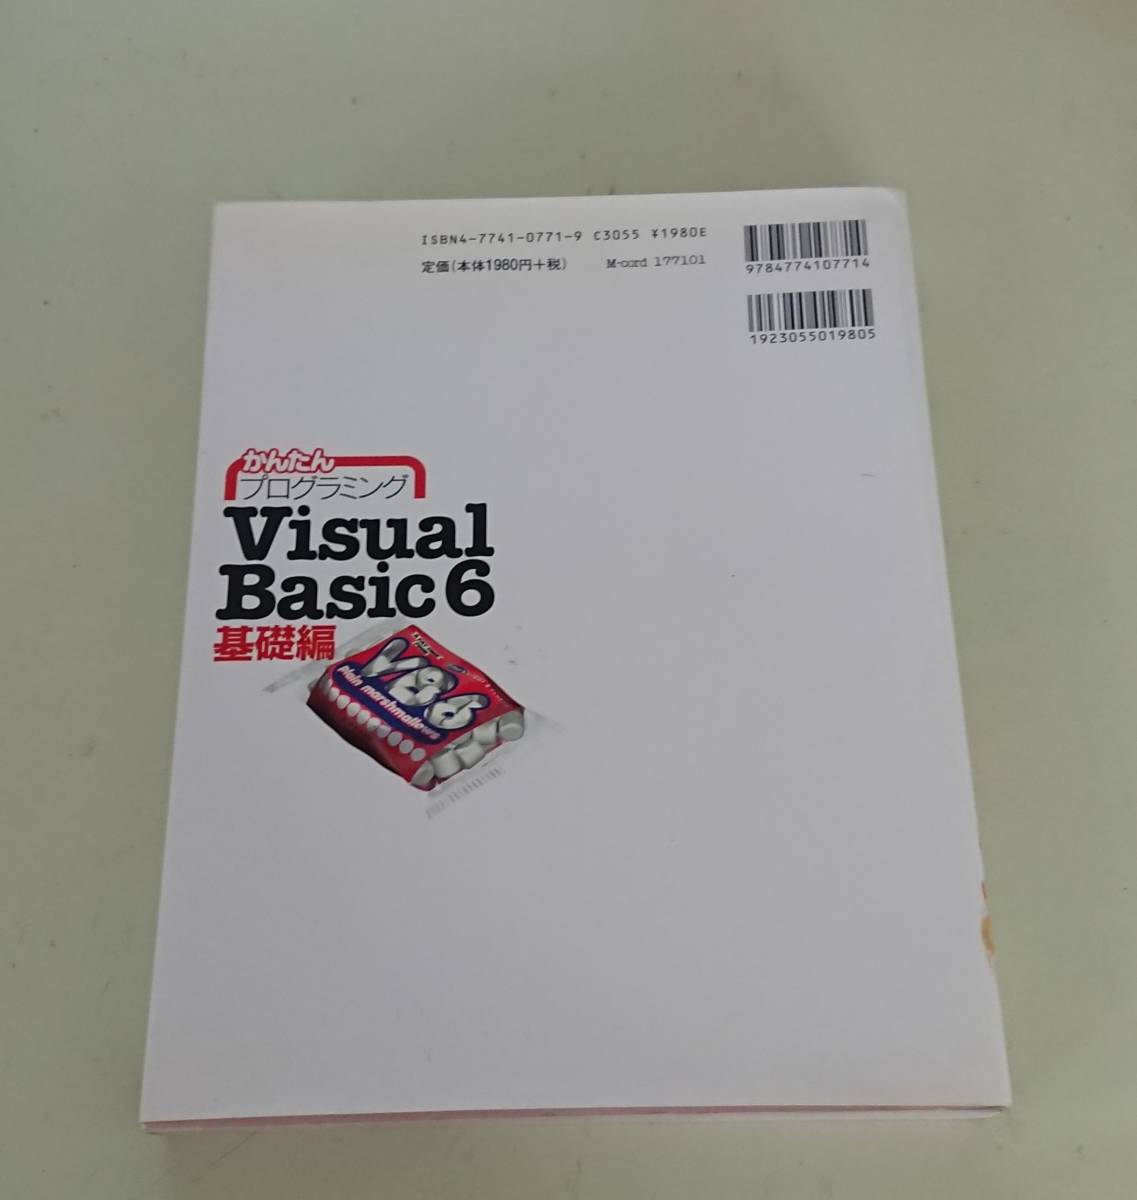 ISBN4-7741-0771-9 C3055 ¥1980E
定価(本体1980円+税) M-cord 177101
9784774107714
1923055019805
かんたん
プログラミング
Visual
Basic6
基礎編
VB6
plain marshmallows